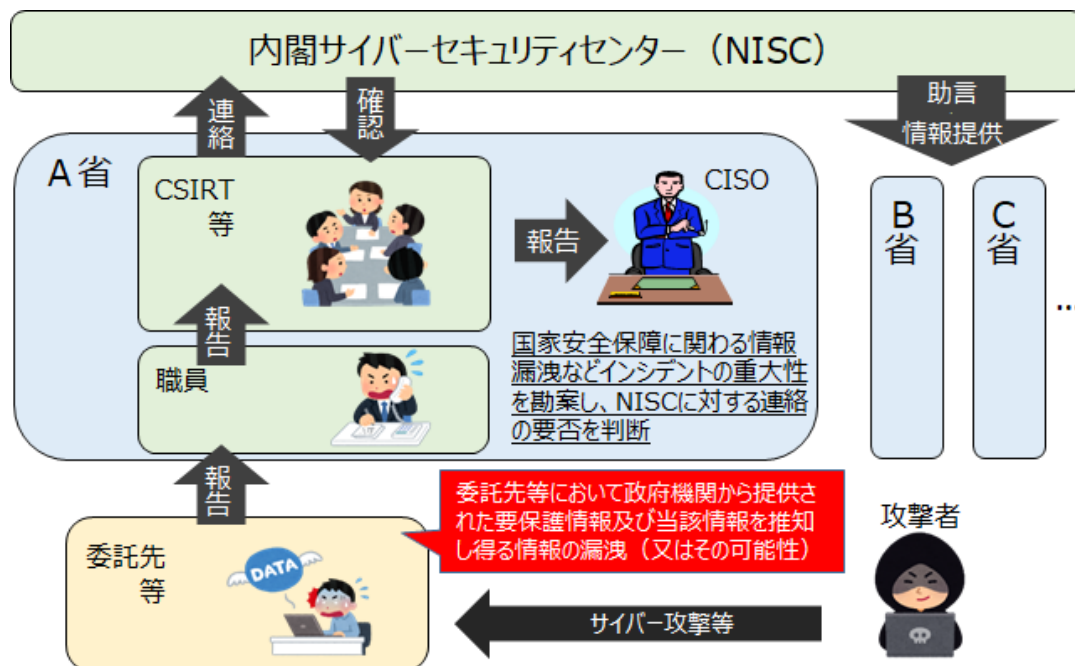 内閣サイバーセキュリティセンター（NISC）
連絡
確認
助言
情報提供
A省
CSIRT
等
報告
CISO
B省
C省
…
報告
職員
国家安全保障に関わる情報
漏洩などインシデントの重大性
を勘案し、NISCに対する連絡
の要否を判断
報告
委託先等において政府機関から提供さ
れた要保護情報及び当該情報を推知
し得る情報の漏洩（又はその可能性）
委託先
等
DATA
攻撃者
サイバー攻撃等